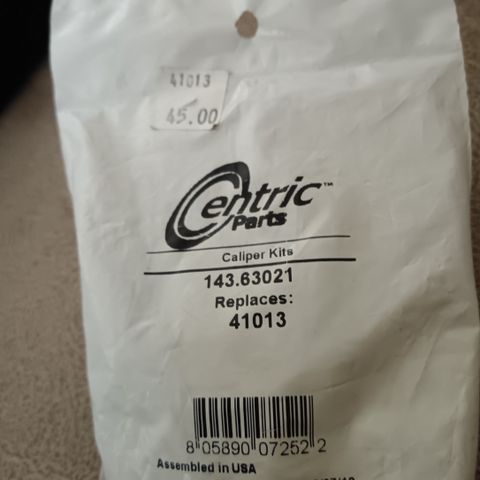 41013
45.00
Centric™
Parts
Caliper Kits
143.63021
Replaces:
41013
8 05890 07252 2
Assembled in USA